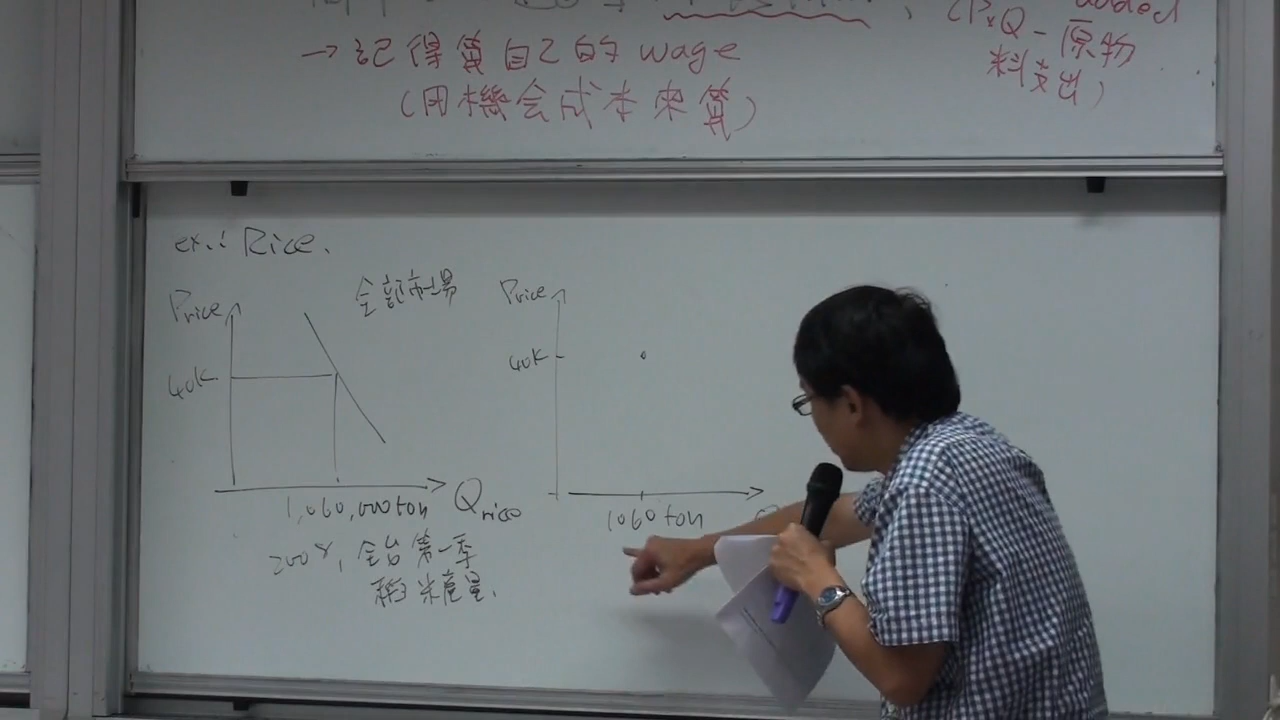 added
→ 記得算自己的 wage
(P×Q - 原物
料支出)
(用機会成本來算)
ex.: Rice.
Price
全部市場
40K
1,060,000 ton
Qrice
2008, 全台第一季
稻米產量.
Price
40K
1060 ton